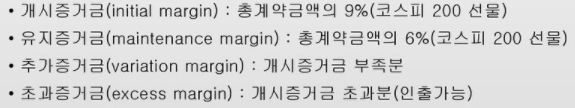 • 개시증거금(initial margin) : 총계약금액의 9%(코스피 200 선물)
• 유지증거금(maintenance margin) : 총계약금액의 6%(코스피 200 선물)
• 추가증거금(variation margin) : 개시증거금 부족분
• 초과증거금(excess margin) : 개시증거금 초과분(인출가능)